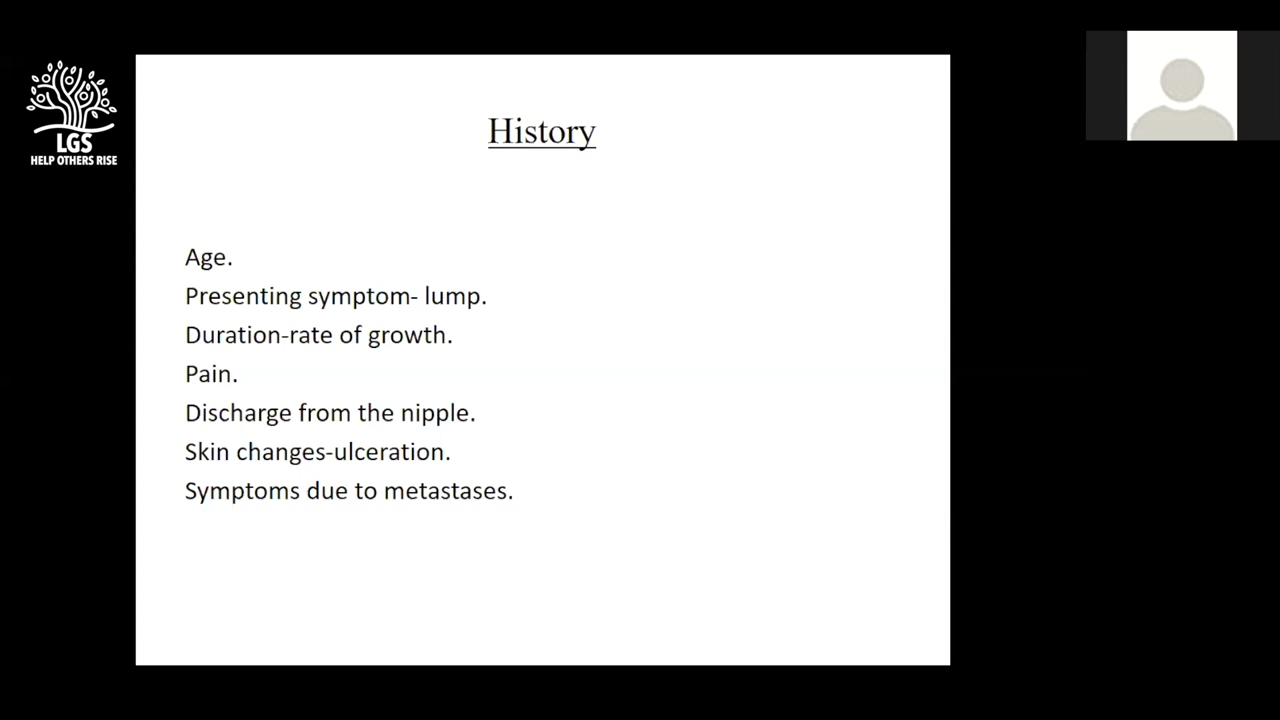 LGS
HELP OTHERS RISE
History
Age.
Presenting symptom- lump.
Duration-rate of growth.
Pain.
Discharge from the nipple.
Skin changes-ulceration.
Symptoms due to metastases.